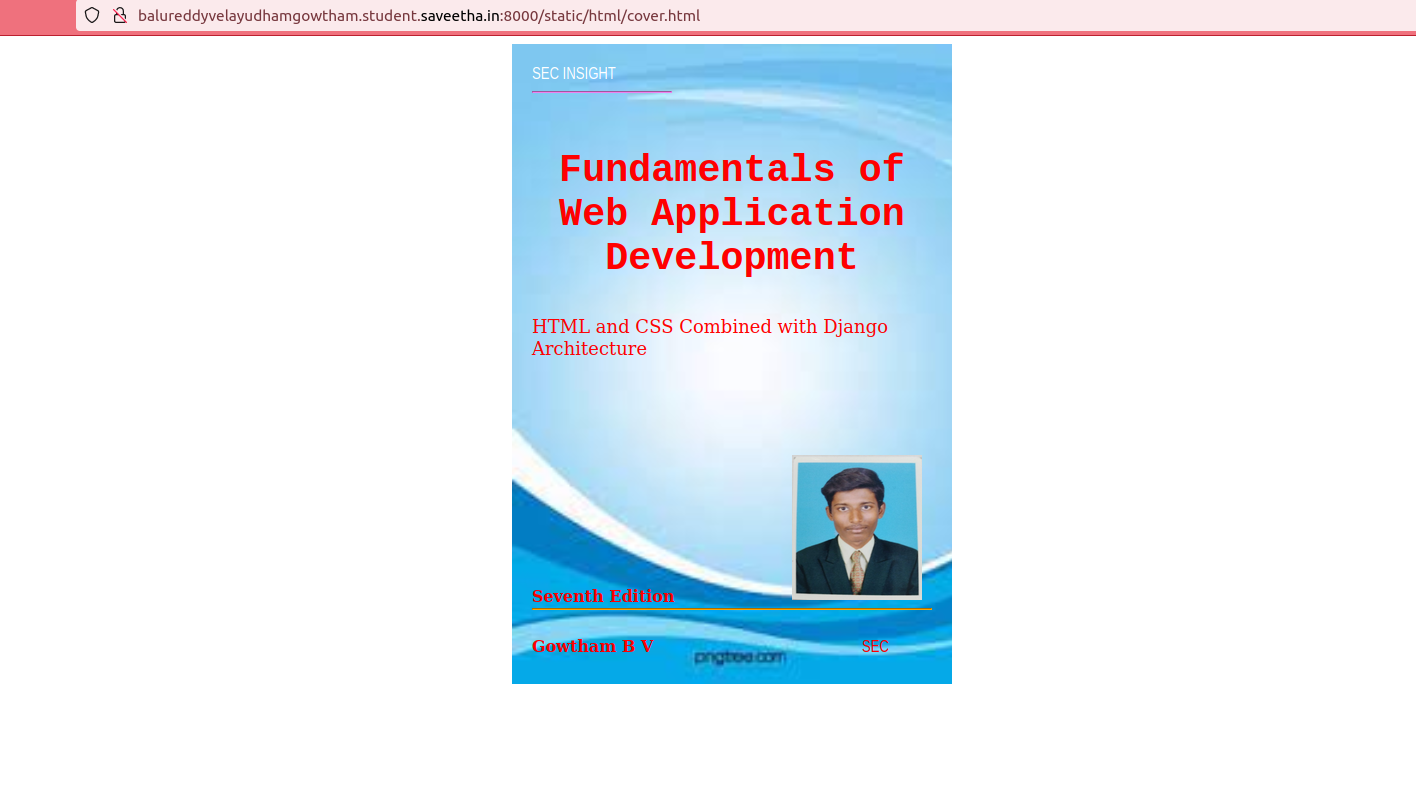 balureddyvelayudhamgowtham.student.saveetha.in:8000/static/html/cover.html
SEC INSIGHT
Fundamentals of
Web Application
Development
HTML and CSS Combined with Django
Architecture
Seventh Edition
Gowtham B V
pngtree.com
SEC